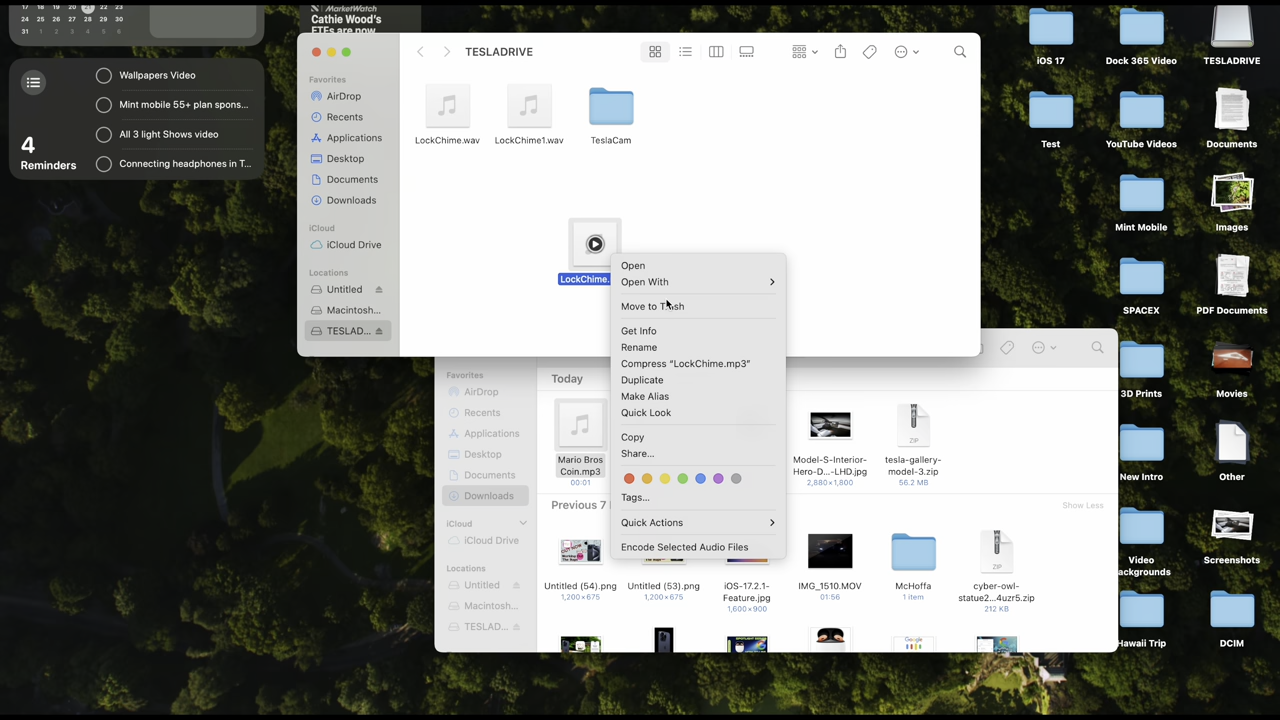 17 18 19 20 21 22 23
24 25 26 27 28 29 30
31 1 2 3 4 5 6
MarketWatch
Cathie Wood's
ETFs are now
4
Reminders
Wallpapers Video
Mint mobile 55+ plan spons...
All 3 light Shows video
Connecting headphones in T...
TESLADRIVE
Favorites
AirDrop
Recents
Applications
Desktop
Documents
Downloads
iCloud
iCloud Drive
Locations
Untitled
Macintosh...
TESLAD...
LockChime.wav
LockChime1.wav
TeslaCam
LockChime.
Open
Open With
Move to Trash
Get Info
Rename
Compress “LockChime.mp3”
Duplicate
Make Alias
Quick Look
Copy
Share...
Tags...
Quick Actions
Encode Selected Audio Files
Favorites
AirDrop
Recents
Applications
Desktop
Documents
Downloads
iCloud
iCloud Drive
Locations
Untitled
Macintosh...
TESLAD...
Today
Mario Bros
Coin.mp3
00:01
Model-S-Interior-
Hero-D...-LHD.jpg
2,880×1,800
ZIP
tesla-gallery-
model-3.zip
56.2 MB
Previous 7
Show Less
Untitled (54).png
1,200×675
Untitled (53).png
1,200×675
iOS-17.2.1-
Feature.jpg
1,600×900
IMG_1510.MOV
01:56
McHoffa
1 item
ZIP
cyber-owl-
statue2...4uzr5.zip
212 KB
Google
iOS 17
Dock 365 Video
TESLADRIVE
Test
YouTube Videos
Documents
Mint Mobile
Images
SPACEX
PDF Documents
3D Prints
Movies
New Intro
Other
Video
ackgrounds
Screenshots
Hawaii Trip
DCIM